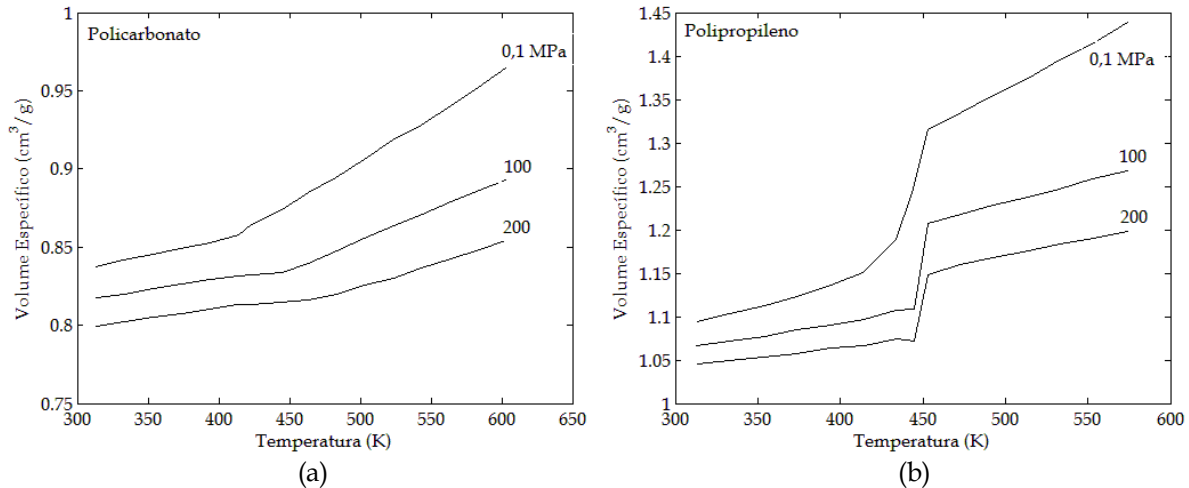 Policarbonato
0,1 MPa
100
200
1
0.95
0.9
0.85
0.8
0.75
Volume Específico (cm³/g)
300 350 400 450 500 550 600 650
Temperatura (K)
(a)
Polipropileno
0,1 MPa
100
200
1.45
1.4
1.35
1.3
1.25
1.2
1.15
1.1
1.05
1
Volume Específico (cm³/g)
300 350 400 450 500 550 600
Temperatura (K)
(b)